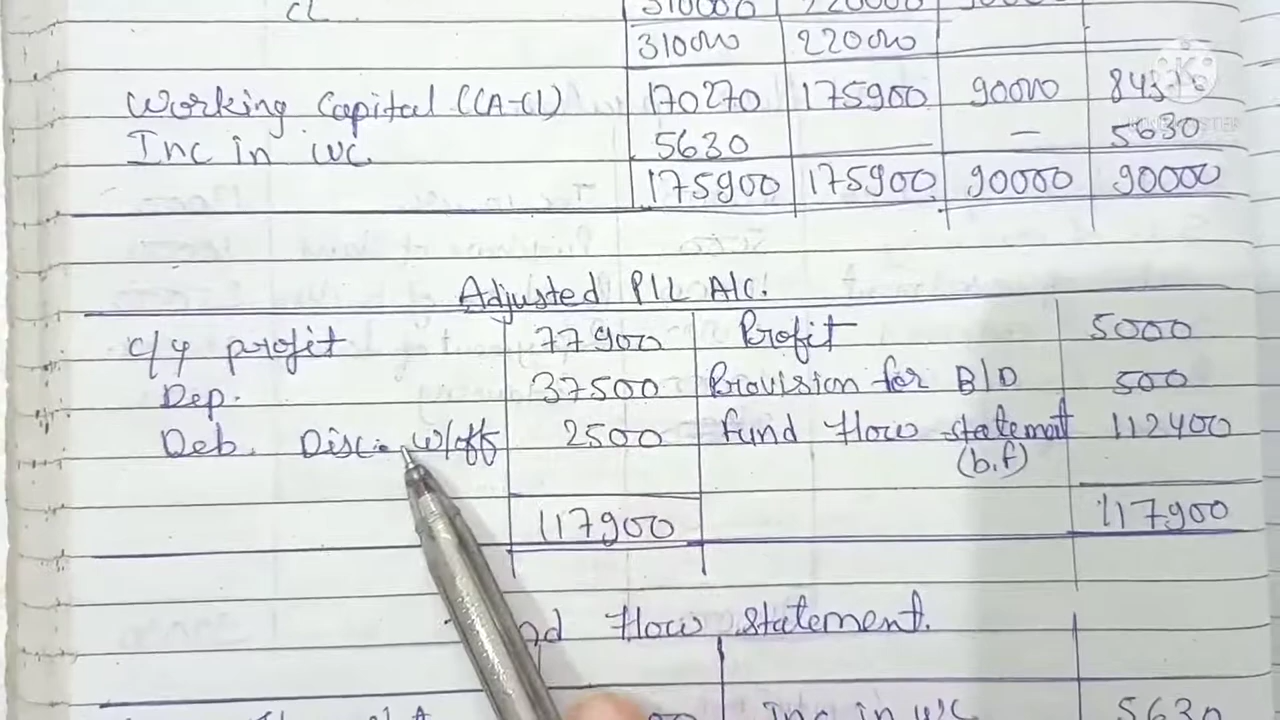 CL 310000 220000
310000 220000
Working Capital (CA-CL) 170270 175900 90000
Inc in WC 5630 — 5630
175900 175900 90000 90000
Adjusted P/L A/C.
C/Y profit 77900 Profit 5000
Dep. 37500 Provision for B/D 500
Deb. Disc. w/off 2500 Fund flow statement 112400
(b.f)
117900 117900
flow statement.
Inc in WC 5630